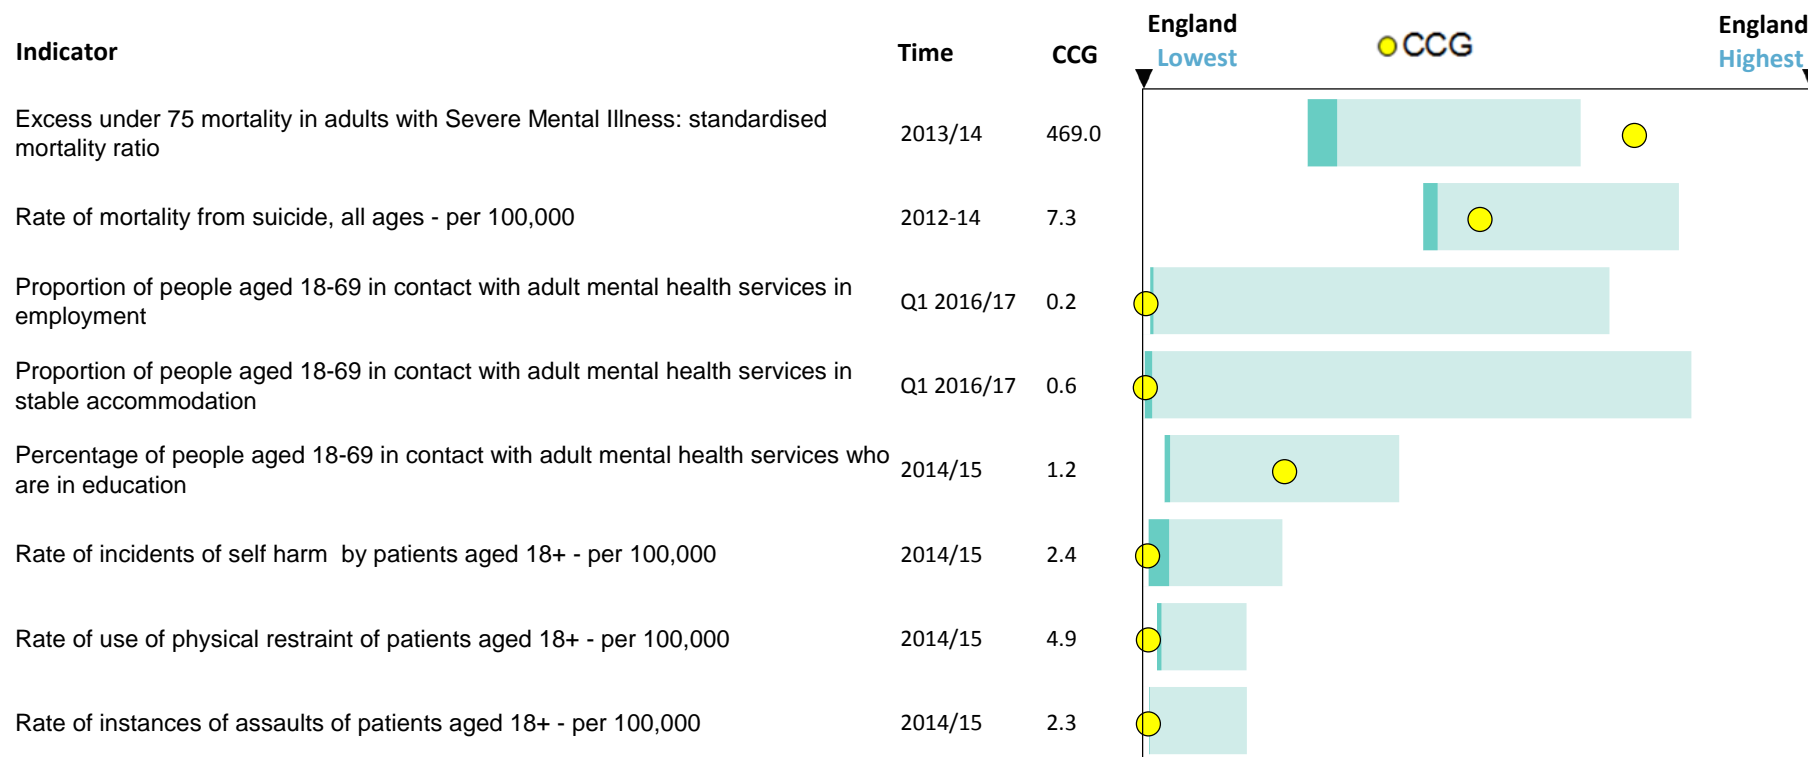 Indicator Time CCG England Lowest CCG England Highest
Excess under 75 mortality in adults with Severe Mental Illness: standardised
mortality ratio
2013/14 469.0
Rate of mortality from suicide, all ages - per 100,000 2012-14 7.3
Proportion of people aged 18-69 in contact with adult mental health services in
employment
Q1 2016/17 0.2
Proportion of people aged 18-69 in contact with adult mental health services in
stable accommodation
Q1 2016/17 0.6
Percentage of people aged 18-69 in contact with adult mental health services who
are in education
2014/15 1.2
Rate of incidents of self harm  by patients aged 18+ - per 100,000 2014/15 2.4
Rate of use of physical restraint of patients aged 18+ - per 100,000 2014/15 4.9
Rate of instances of assaults of patients aged 18+ - per 100,000 2014/15 2.3